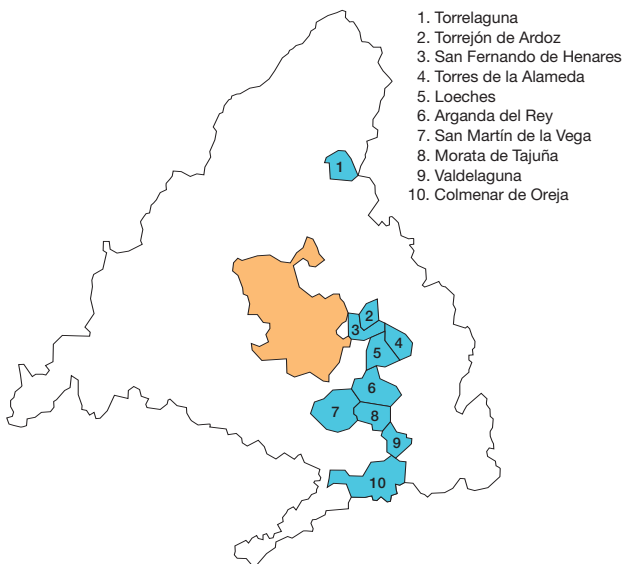 1. Torrelaguna
2. Torrejón de Ardoz
3. San Fernando de Henares
4. Torres de la Alameda
5. Loeches
6. Arganda del Rey
7. San Martín de la Vega
8. Morata de Tajuña
9. Valdelaguna
10. Colmenar de Oreja
1
2
3
4
5
6
7
8
9
10